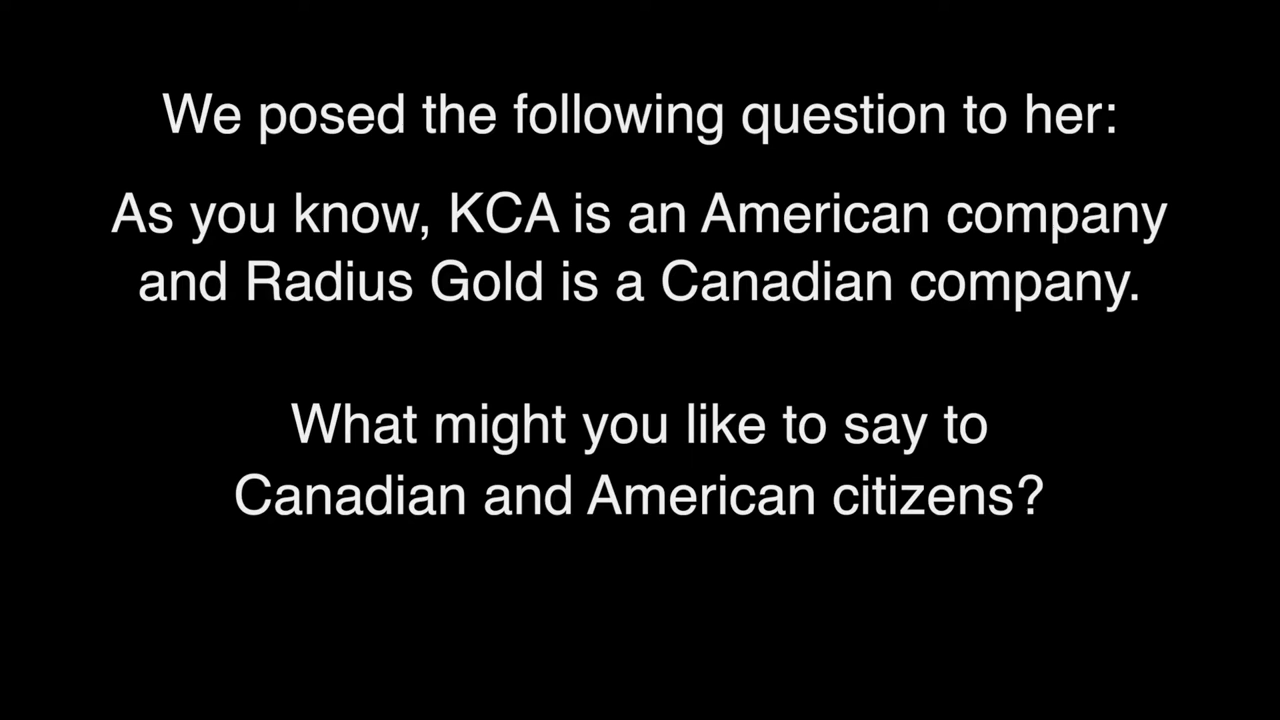 We posed the following question to her:
As you know, KCA is an American company
and Radius Gold is a Canadian company.
What might you like to say to
Canadian and American citizens?